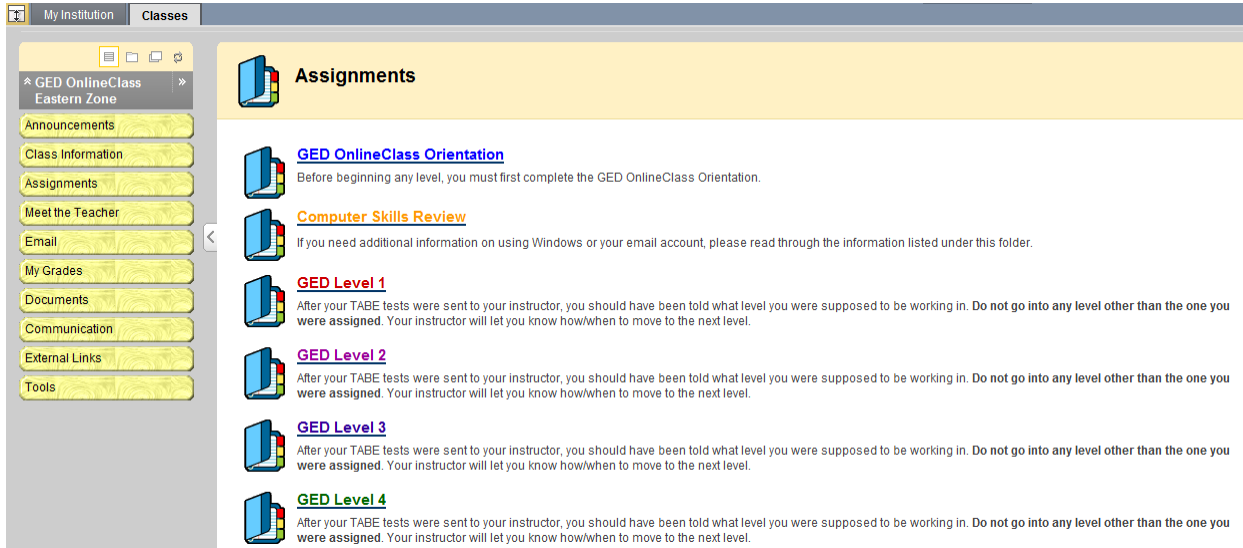 My Institution
Classes
GED OnlineClass
Eastern Zone
Announcements
Class Information
Assignments
Meet the Teacher
Email
My Grades
Documents
Communication
External Links
Tools
Assignments
GED OnlineClass Orientation
Before beginning any level, you must first complete the GED OnlineClass Orientation.
Computer Skills Review
If you need additional information on using Windows or your email account, please read through the information listed under this folder.
GED Level 1
After your TABE tests were sent to your instructor, you should have been told what level you were supposed to be working in. Do not go into any level other than the one you
were assigned. Your instructor will let you know how/when to move to the next level.
GED Level 2
After your TABE tests were sent to your instructor, you should have been told what level you were supposed to be working in. Do not go into any level other than the one you
were assigned. Your instructor will let you know how/when to move to the next level.
GED Level 3
After your TABE tests were sent to your instructor, you should have been told what level you were supposed to be working in. Do not go into any level other than the one you
were assigned. Your instructor will let you know how/when to move to the next level.
GED Level 4
After your TABE tests were sent to your instructor, you should have been told what level you were supposed to be working in. Do not go into any level other than the one you
were assigned. Your instructor will let you know how/when to move to the next level.